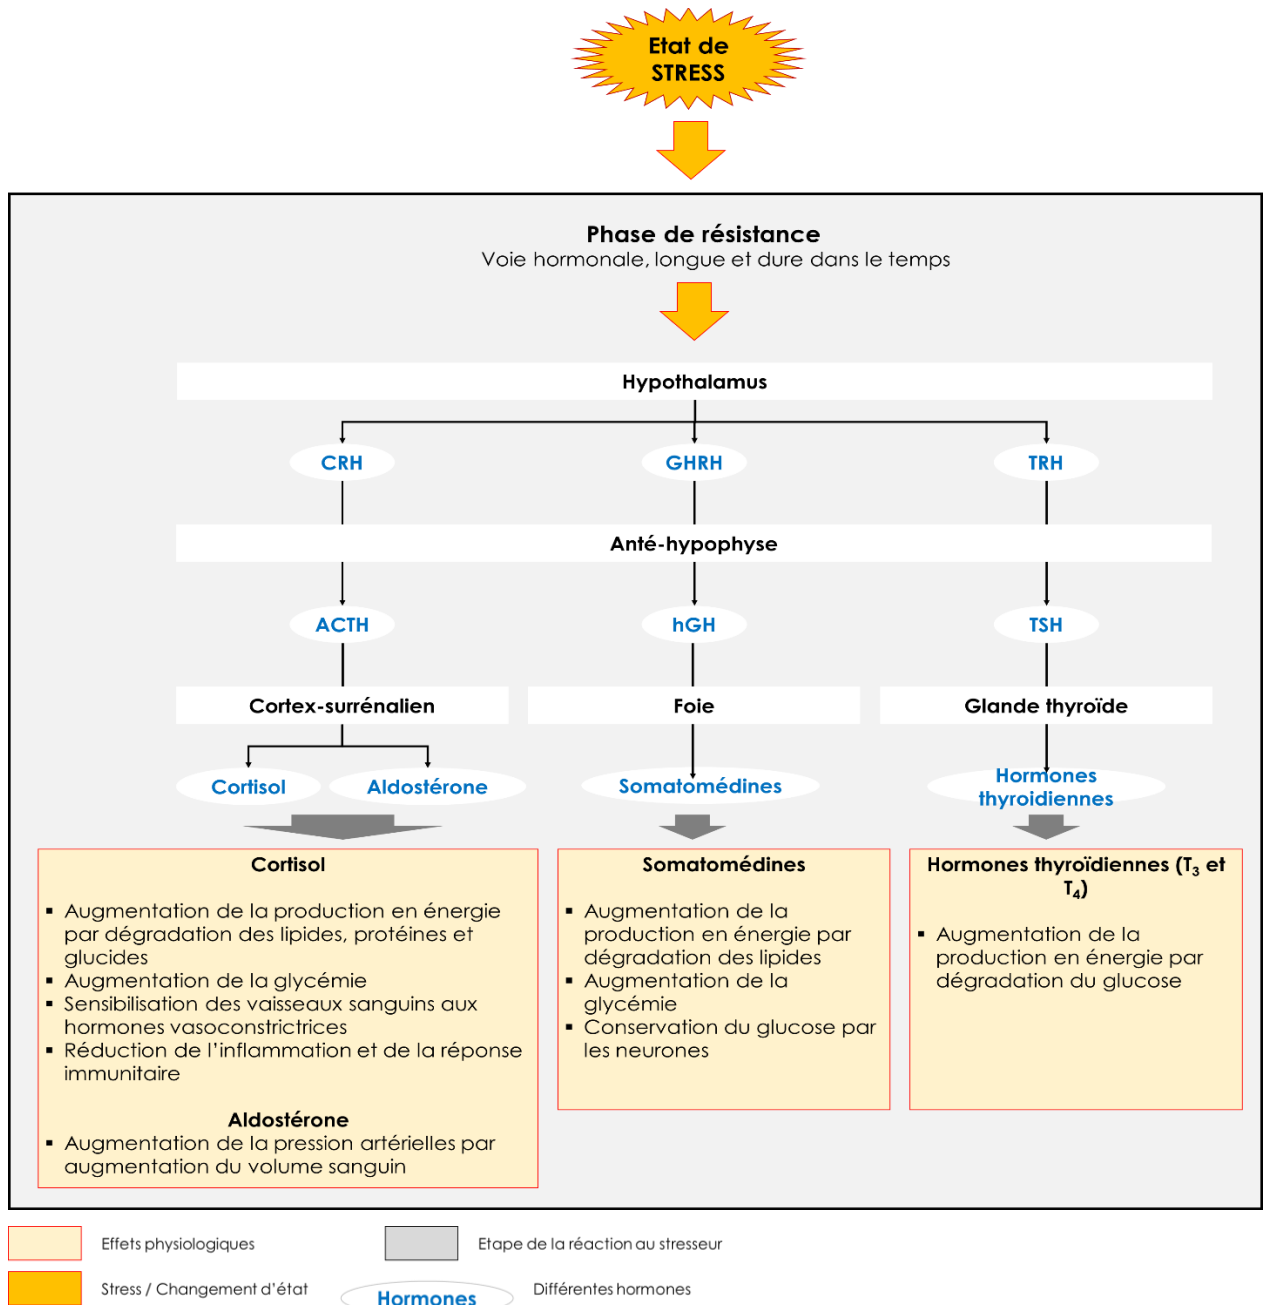 Etat de
STRESS
Phase de résistance
Voie hormonale, longue et dure dans le temps
Hypothalamus
CRH
GHRH
TRH
Anté-hypophyse
ACTH
hGH
TSH
Cortex-surrénalien
Foie
Glande thyroïde
Cortisol
Aldostérone
Somatomédines
Hormones
thyroidiennes
Cortisol
▪ Augmentation de la production en énergie
par dégradation des lipides, protéines et
glucides
▪ Augmentation de la glycémie
▪ Sensibilisation des vaisseaux sanguins aux
hormones vasoconstrictrices
▪ Réduction de l'inflammation et de la réponse
immunitaire
Aldostérone
▪ Augmentation de la pression artérielles par
augmentation du volume sanguin
Somatomédines
▪ Augmentation de la
production en énergie par
dégradation des lipides
▪ Augmentation de la
glycémie
▪ Conservation du glucose par
les neurones
Hormones thyroïdiennes (T₃ et
T₄)
▪ Augmentation de la
production en énergie par
dégradation du glucose
Effets physiologiques
Etape de la réaction au stresseur
Stress / Changement d'état
Hormones
Différentes hormones